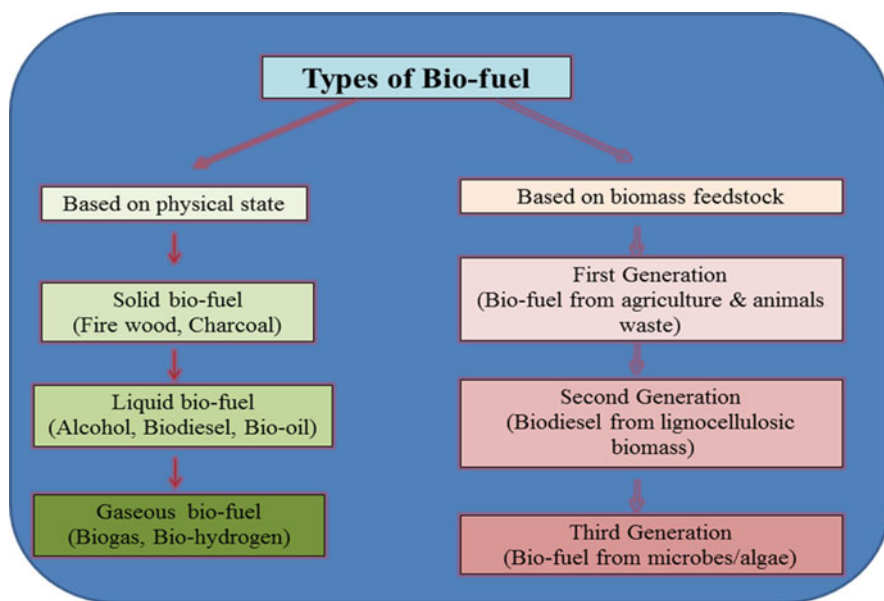 Types of Bio-fuel
Based on physical state
Solid bio-fuel
(Fire wood, Charcoal)
Liquid bio-fuel
(Alcohol, Biodiesel, Bio-oil)
Gaseous bio-fuel
(Biogas, Bio-hydrogen)
Based on biomass feedstock
First Generation
(Bio-fuel from agriculture & animals
waste)
Second Generation
(Biodiesel from lignocellulosic
biomass)
Third Generation
(Bio-fuel from microbes/algae)